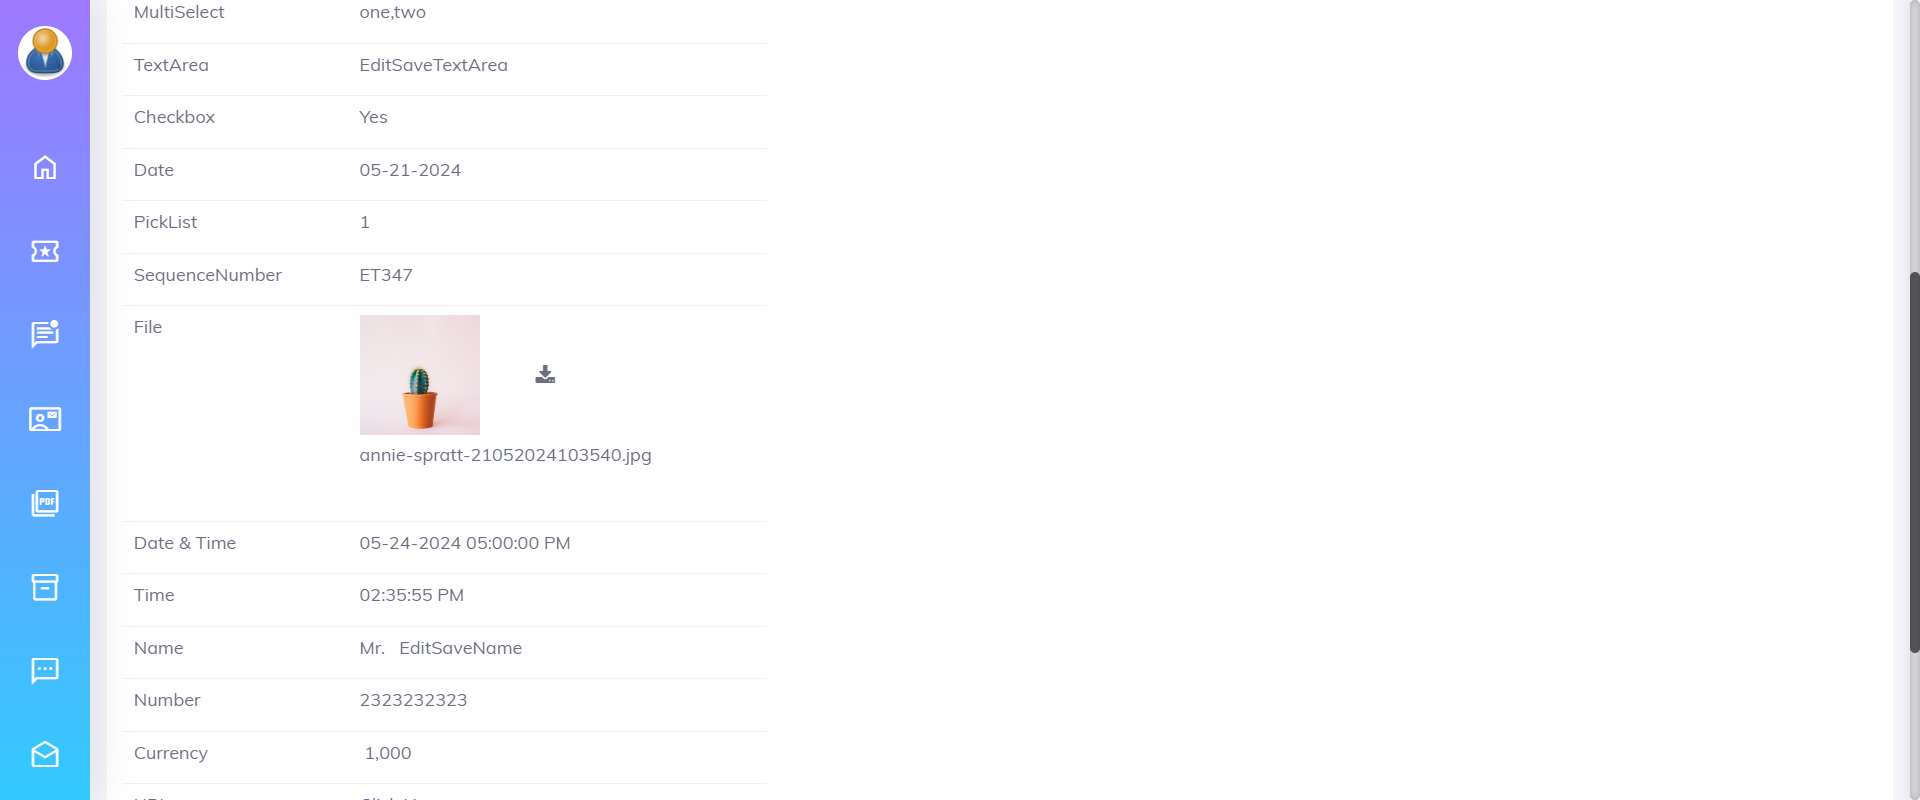 MultiSelect one,two
TextArea EditSaveTextArea
Checkbox Yes
Date 05-21-2024
PickList 1
SequenceNumber ET347
File
annie-spratt-21052024103540.jpg
PDF
Date & Time 05-24-2024 05:00:00 PM
Time 02:35:55 PM
Name Mr. EditSaveName
Number 2323232323
Currency 1,000